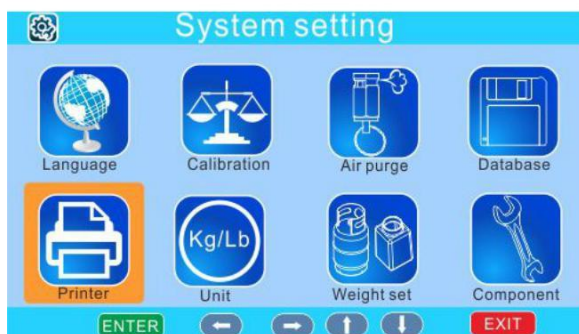 System setting
Language
Calibration
Air purge
Database
Printer
Kg/Lb
Unit
Weight set
Component
ENTER
EXIT